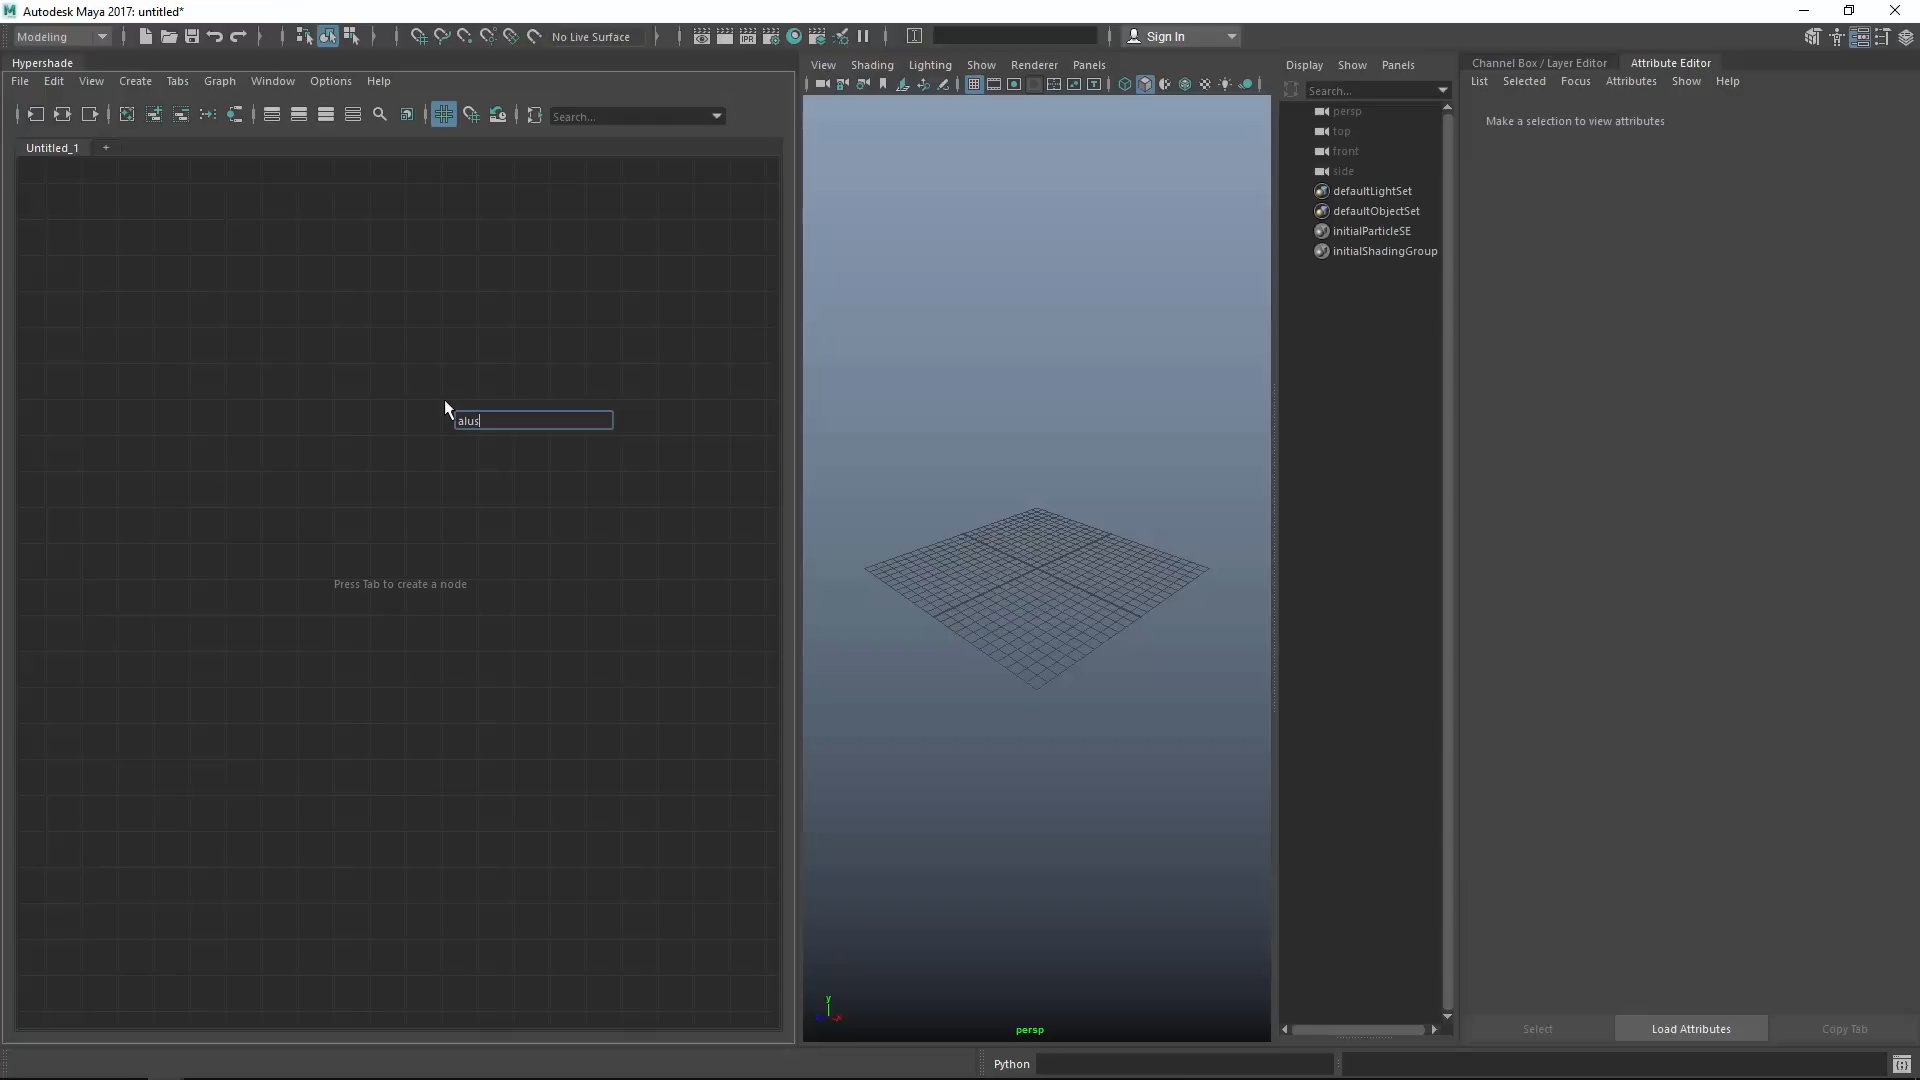 Autodesk Maya 2017: untitled*
Modeling
No Live Surface
Sign In
Hypershade
File Edit View Create Tabs Graph Window Options Help
Search...
Untitled_1 +
alus
Press Tab to create a node
View Shading Lighting Show Renderer Panels
IPR
y
x
persp
Display Show Panels
Search...
persp
top
front
side
defaultLightSet
defaultObjectSet
initialParticleSE
initialShadingGroup
Channel Box / Layer Editor Attribute Editor
List Selected Focus Attributes Show Help
Make a selection to view attributes
Select Load Attributes Copy Tab
Python